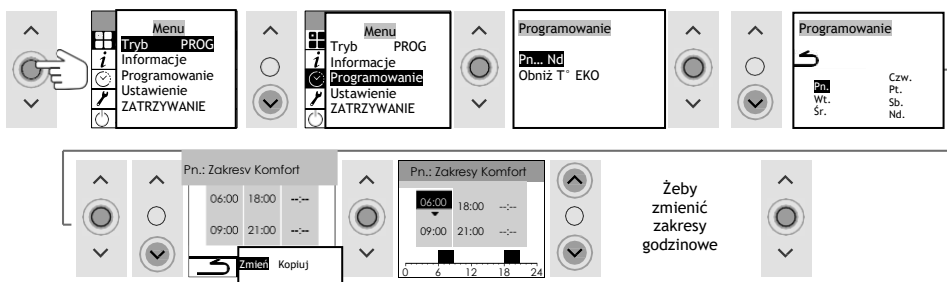 Menu
Tryb PROG
Informacje
Programowanie
Ustawienie
ZATRZYWANIE
Menu
Tryb PROG
Informacje
Programowanie
Ustawienie
ZATRZYWANIE
Programowanie
Pn... Nd
Obniż T° EKO
Programowanie
Pn.
Wt.
Śr.
Czw.
Pt.
Sb.
Nd.
Pn.: Zakresy Komfort
06:00 18:00 --:--
09:00 21:00 --:--
Zmień Kopiuj
Pn.: Zakresy Komfort
06:00 18:00 --:--
09:00 21:00 --:--
0 6 12 18 24
Żeby
zmienić
zakresy
godzinowe